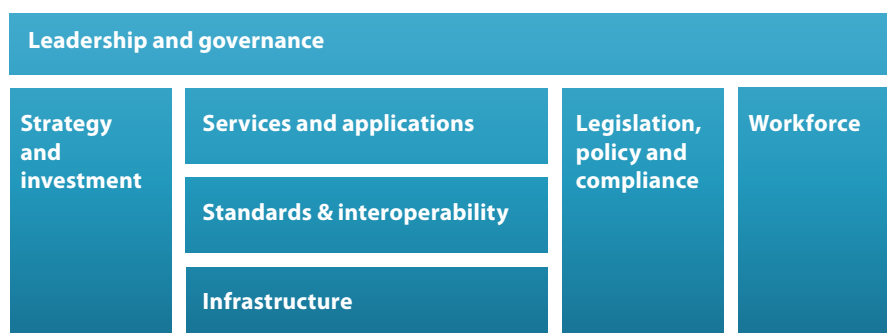 Leadership and governance
Strategy
and
investment
Services and applications
Standards & interoperability
Infrastructure
Legislation,
policy and
compliance
Workforce